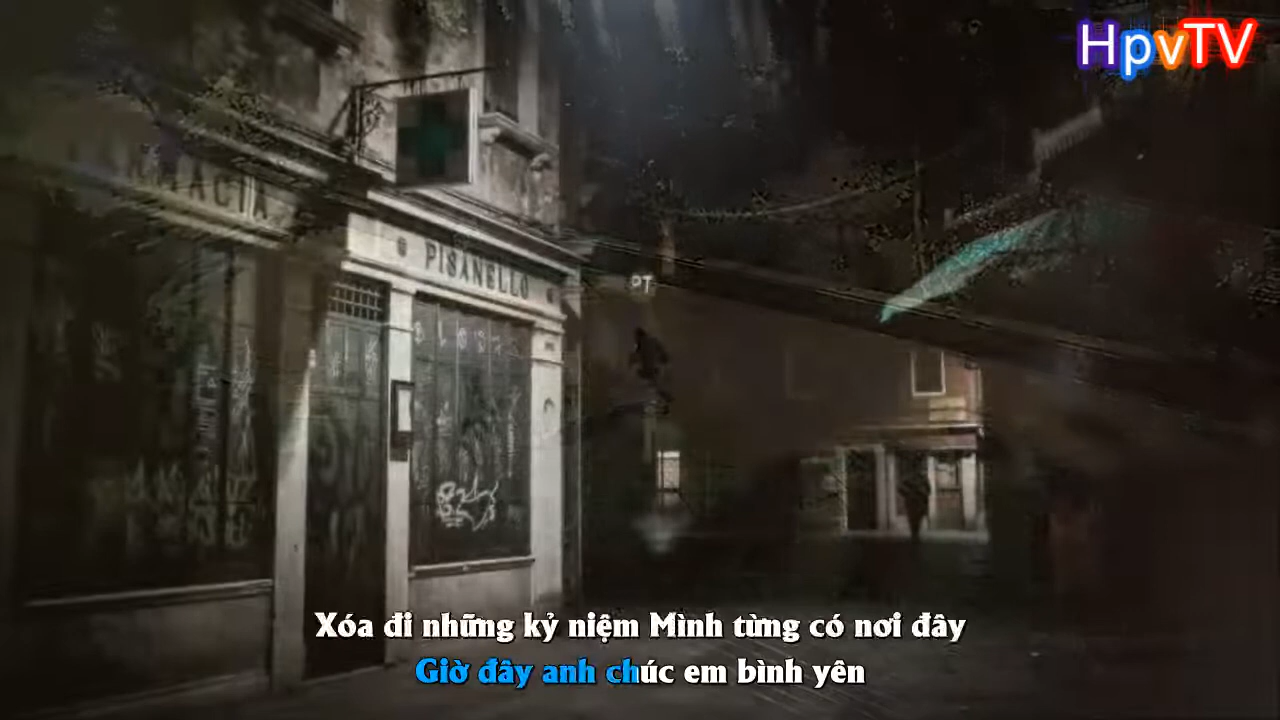 HpvTV
PISANELLO
Xóa đi những kỷ niệm Mình từng có nơi đây
Giờ đây anh chúc em bình yên